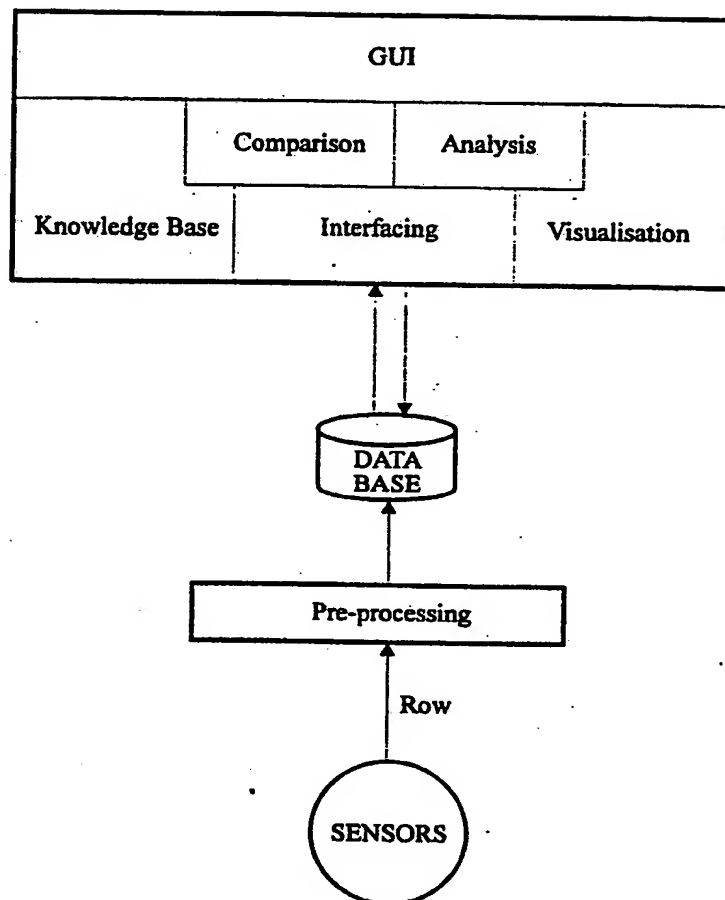 GUI
Comparison
Analysis
Knowledge Base
Interfacing
Visualisation
DATA
BASE
Pre-processing
Row
SENSORS